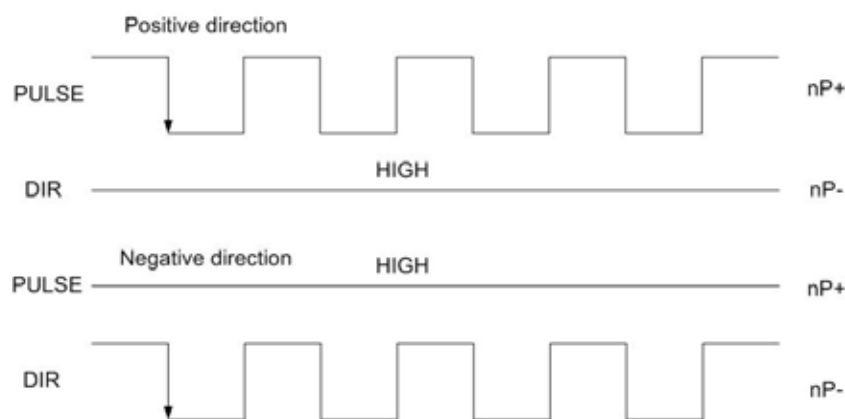 Positive direction
PULSE nP+
HIGH
DIR nP-
Negative direction HIGH
PULSE nP+
DIR nP-